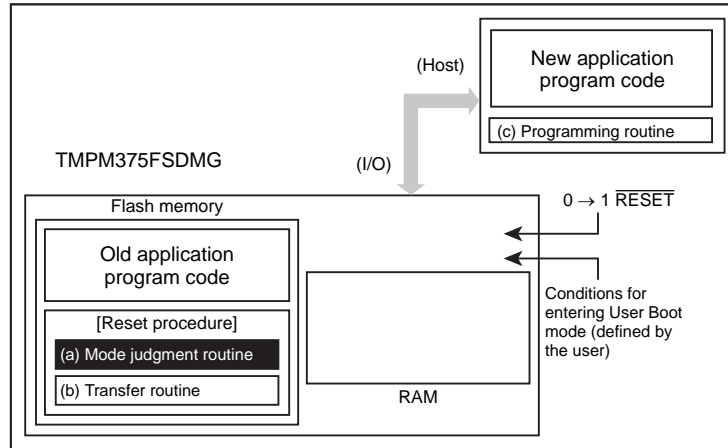 New application
program code
(Host)
(c) Programming routine
TMPM375FSDMG
(I/O)
Flash memory
0 → 1 RESET
Old application
program code
Conditions for
entering User Boot
mode (defined by
the user)
[Reset procedure]
(a) Mode judgment routine
(b) Transfer routine
RAM